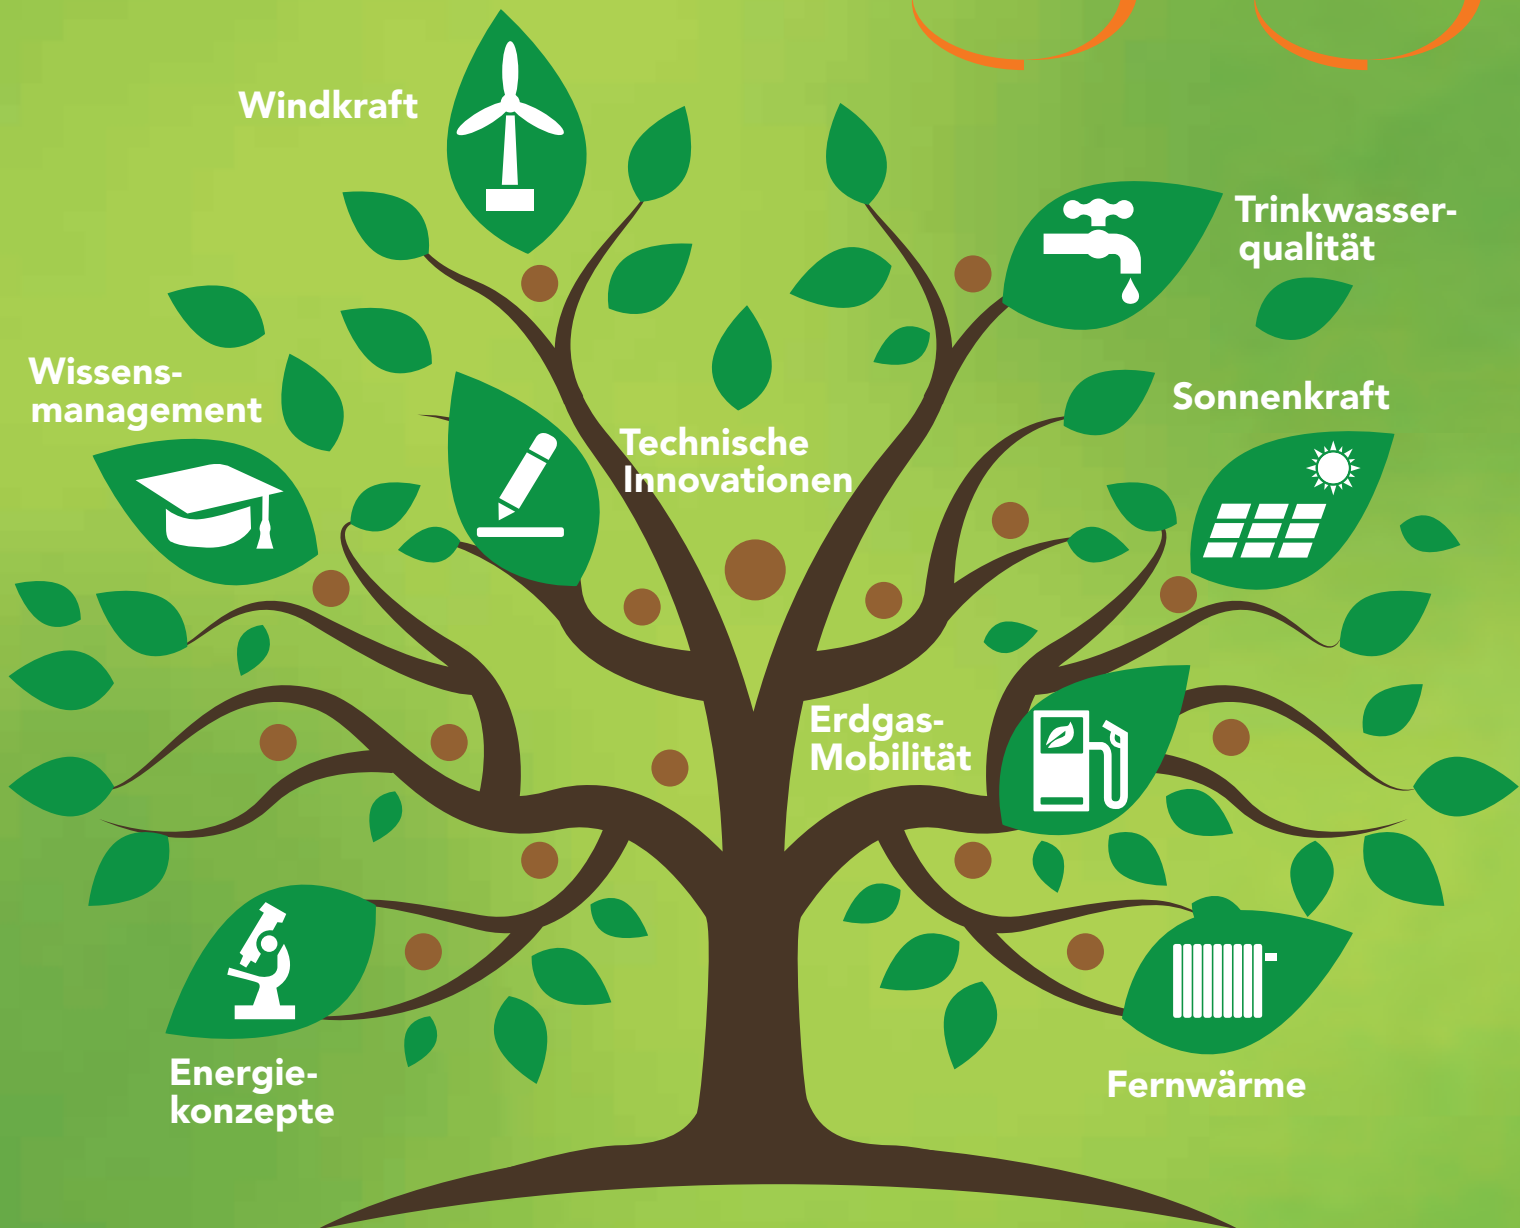 Windkraft
Trinkwasser-
qualität
Wissens-
management
Sonnenkraft
Technische
Innovationen
Erdgas-
Mobilität
Energie-
konzepte
Fernwärme